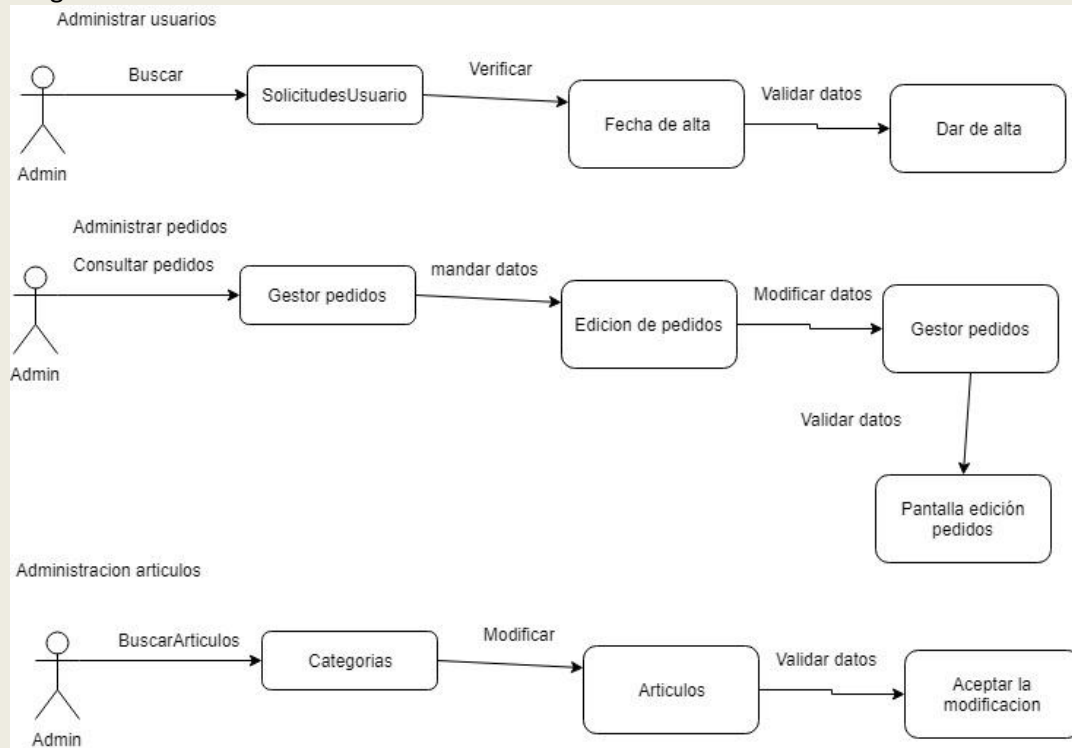 Administrar usuarios
Buscar
Verificar
Validar datos
SolicitudesUsuario
Fecha de alta
Dar de alta
Admin
Administrar pedidos
Consultar pedidos
mandar datos
Modificar datos
Gestor pedidos
Edicion de pedidos
Gestor pedidos
Admin
Validar datos
Pantalla edición
pedidos
Administracion articulos
BuscarArticulos
Modificar
Validar datos
Categorias
Articulos
Aceptar la
modificacion
Admin